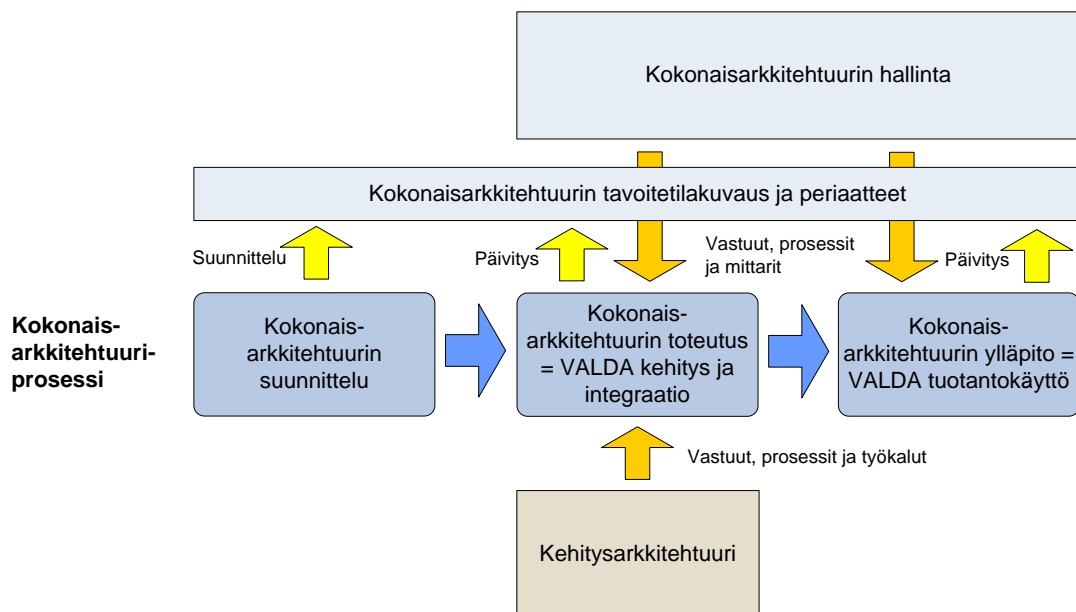 Kokonaisarkkitehtuurin hallinta
Kokonaisarkkitehtuurin tavoitetilakuvaus ja periaatteet
Suunnittelu
Päivitys
Vastuut, prosessit
ja mittarit
Päivitys
Kokonais-
arkkitehtuuri-
prosessi
Kokonais-
arkkitehtuurin
suunnittelu
Kokonais-
arkkitehtuurin toteutus
= VALDA kehitys ja
integraatio
Kokonais-
arkkitehtuurin ylläpito =
VALDA tuotantokäyttö
Vastuut, prosessit ja työkalut
Kehitysarkkitehtuuri